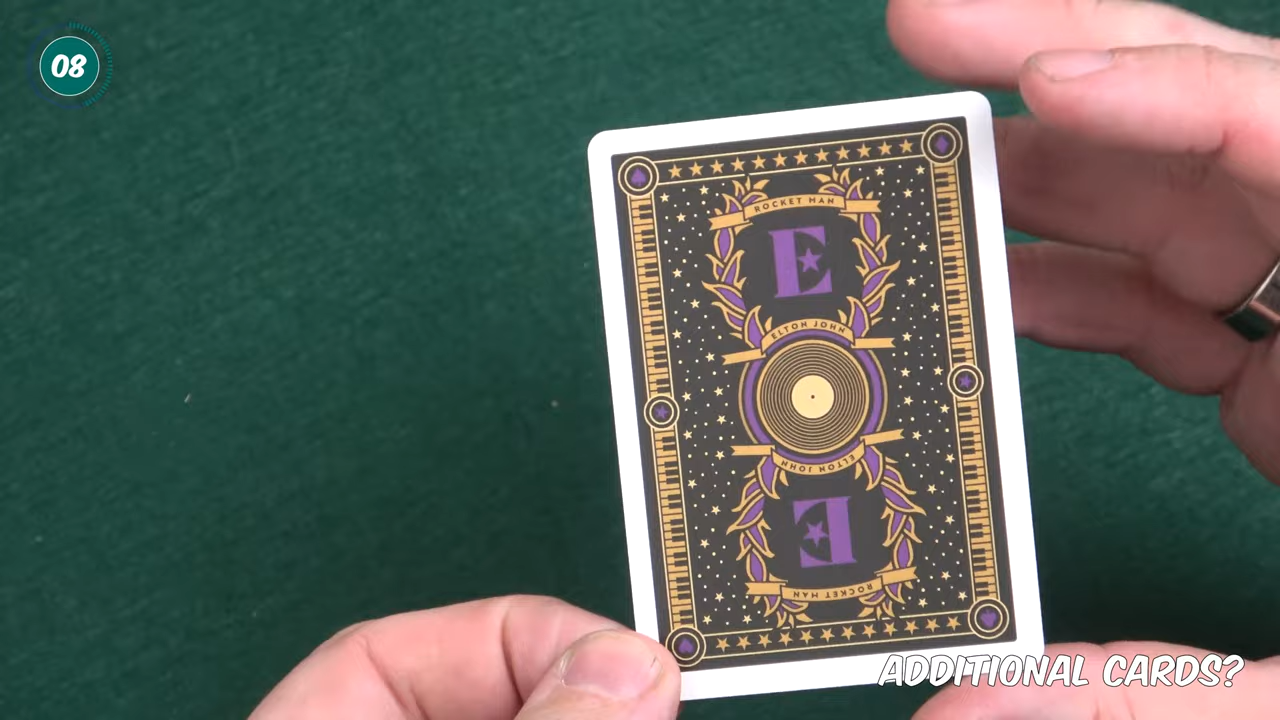 08
ROCKET MAN
E
ELTON JOHN
ELTON JOHN
E
ROCKET MAN
ADDITIONAL CARDS?